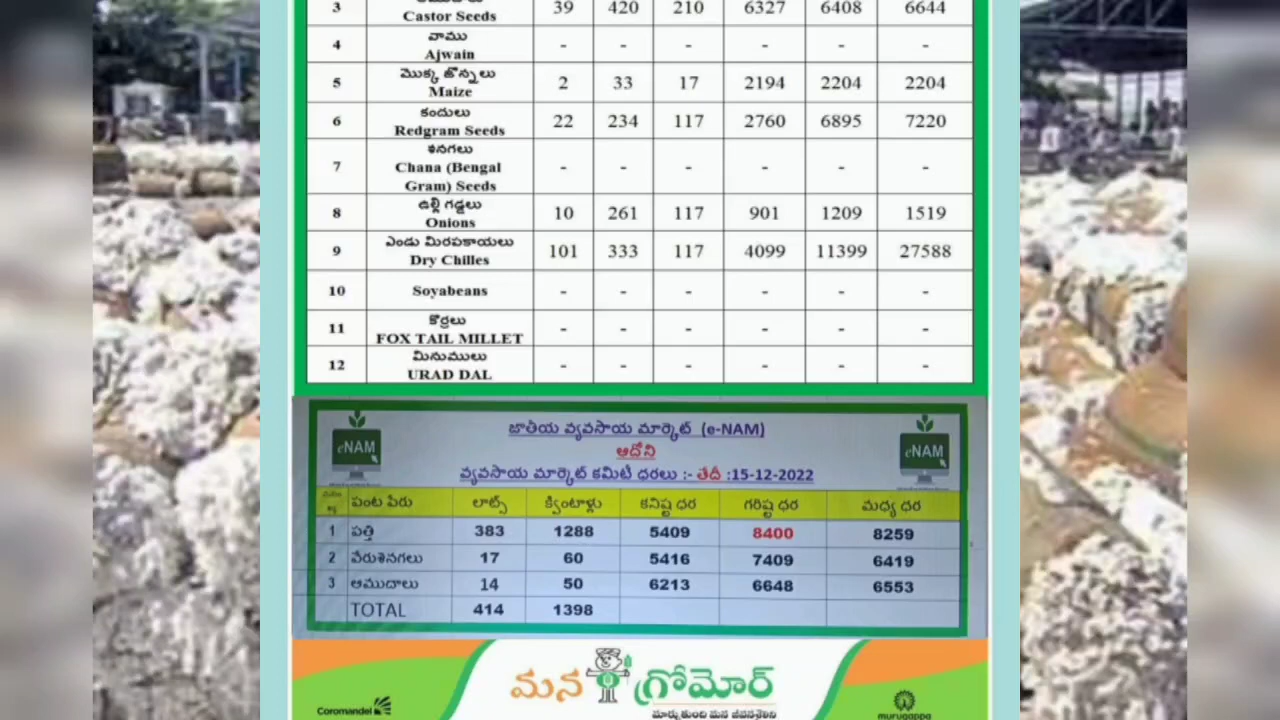 3 ఆముదాలు 39 420 210 6327 6408 6644
Castor Seeds
వాము
4 - - - - - -
Ajwain
మొక్క జొన్నలు
5 2 33 17 2194 2204 2204
Maize
కందులు
6 22 234 117 2760 6895 7220
Redgram Seeds
శనగలు
7 Chana (Bengal - - - - - -
Gram) Seeds
ఉల్లి గడ్డలు
8 10 261 117 901 1209 1519
Onions
ఎండు మిరపకాయలు
9 101 333 117 4099 11399 27588
Dry Chilles
10 Soyabeans - - - - - -
కొర్రలు
11 - - - - - -
FOX TAIL MILLET
మినుములు
12 - - - - - -
URAD DAL
జాతీయ వ్యవసాయ మార్కెట్ (e-NAM)
eNAM ఆదోని eNAM
వ్యవసాయ మార్కెట్ కమిటీ ధరలు :- తేదీ :15-12-2022
పంట పేరు లాట్స్ క్వింటాళ్లు కనిష్ట ధర గరిష్ట ధర మధ్య ధర
1 పత్తి 383 1288 5409 8400 8259
2 వేరుశనగలు 17 60 5416 7409 6419
3 ఆముదాలు 14 50 6213 6648 6553
TOTAL 414 1398
మన గ్రోమోర్
మార్చుకుంది మన జీవనశైలిని
Coromandel murugappa